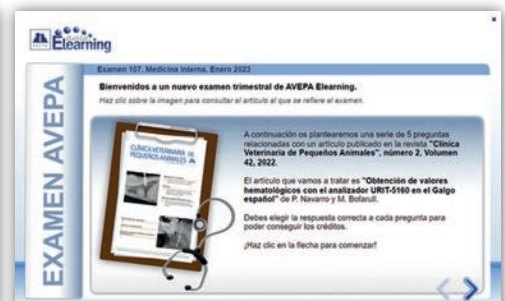 AVEPA
Elearning
Examen 107. Medicina Interna. Enero 2023
Bienvenidos a un nuevo examen trimestral de AVEPA Elearning.
Haz clic sobre la imagen para consultar el artículo al que se refiere el examen.
EXAMEN AVEPA
CLÍNICA VETERINARIA DE
PEQUEÑOS ANIMALES
A continuación os plantearemos una serie de 5 preguntas
relacionadas con un artículo publicado en la revista "Clínica
Veterinaria de Pequeños Animales", número 2, Volumen
42, 2022.
El artículo que vamos a tratar es "Obtención de valores
hematológicos con el analizador URIT-5160 en el Galgo
español" de P. Navarro y M. Bofarull.
Debes elegir la respuesta correcta a cada pregunta para
poder conseguir los créditos.
¡Haz clic en la flecha para comenzar!